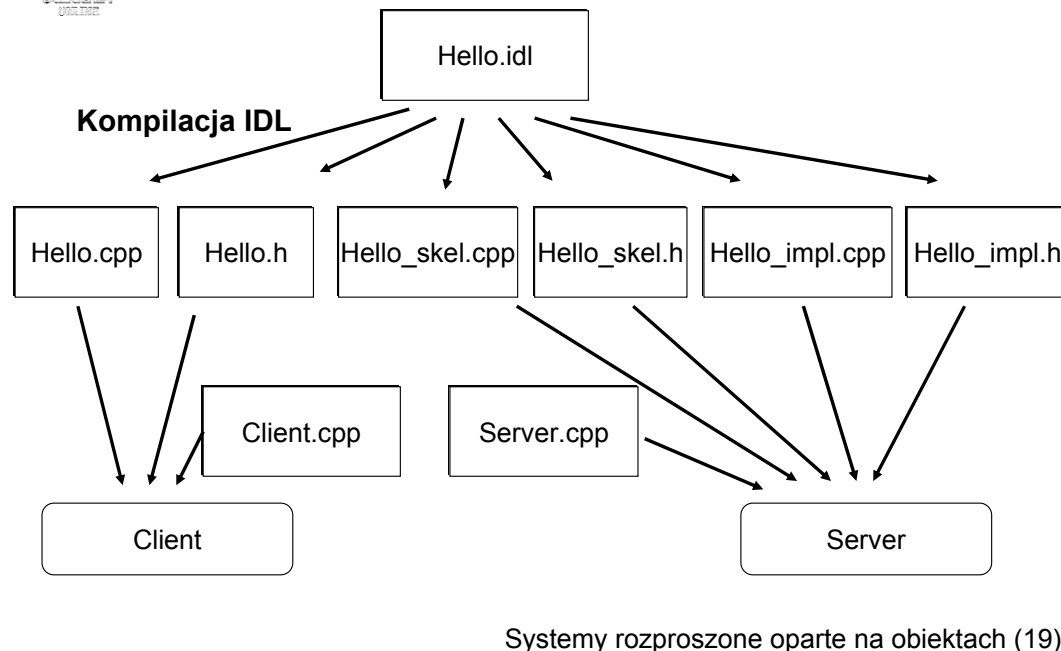 Hello.idl
Kompilacja IDL
Hello.cpp
Hello.h
Hello_skel.cpp
Hello_skel.h
Hello_impl.cpp
Hello_impl.h
Client.cpp
Server.cpp
Client
Server
Systemy rozproszone oparte na obiektach (19)